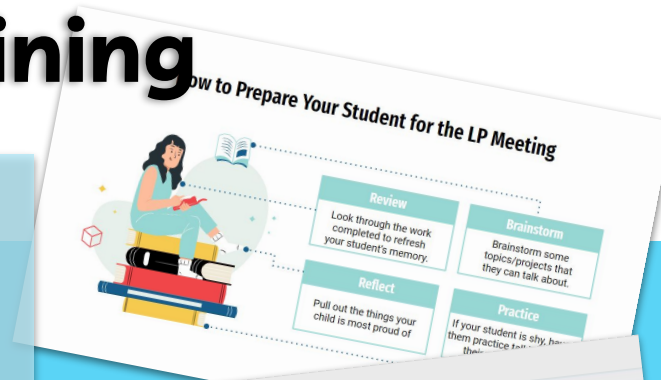 ining
ow to Prepare Your Student for the LP Meeting
Review
Look through the work
completed to refresh
your student's memory.
Brainstorm
Brainstorm some
topics/projects that
they can talk about.
Reflect
Pull out the things your
child is most proud of
Practice
If your student is shy,
them practice